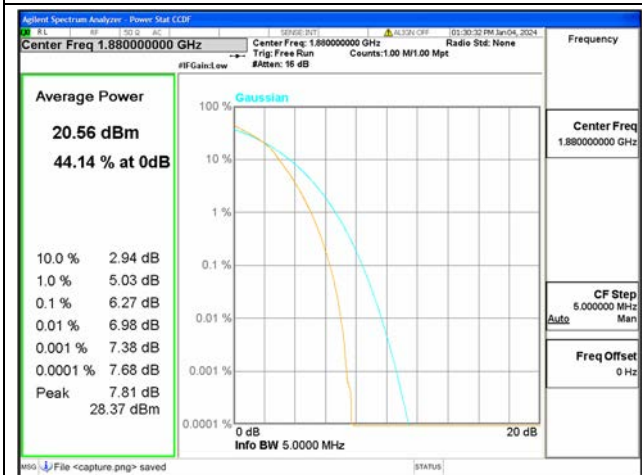 Agilent Spectrum Analyzer - Power Stat CCDF
RL RF 50 Ω AC SENSE:INT ALIGN OFF 01:30:32 PM Jan 04, 2024
Center Freq 1.880000000 GHz
Center Freq: 1.880000000 GHz
Radio Std: None
Trig: Free Run
Counts:1.00 M/1.00 Mpt
#IFGain:Low
#Atten: 16 dB
Frequency
Average Power
20.56 dBm
44.14 % at 0dB
10.0 % 2.94 dB
1.0 % 5.03 dB
0.1 % 6.27 dB
0.01 % 6.98 dB
0.001 % 7.38 dB
0.0001 % 7.68 dB
Peak 7.81 dB
28.37 dBm
Gaussian
100 %
10 %
1 %
0.1 %
0.01 %
0.001 %
0.0001 %
0 dB
20 dB
Info BW 5.0000 MHz
Center Freq
1.880000000 GHz
CF Step
5.000000 MHz
Auto Man
Freq Offset
0 Hz
MSG File <capture.png> saved
STATUS